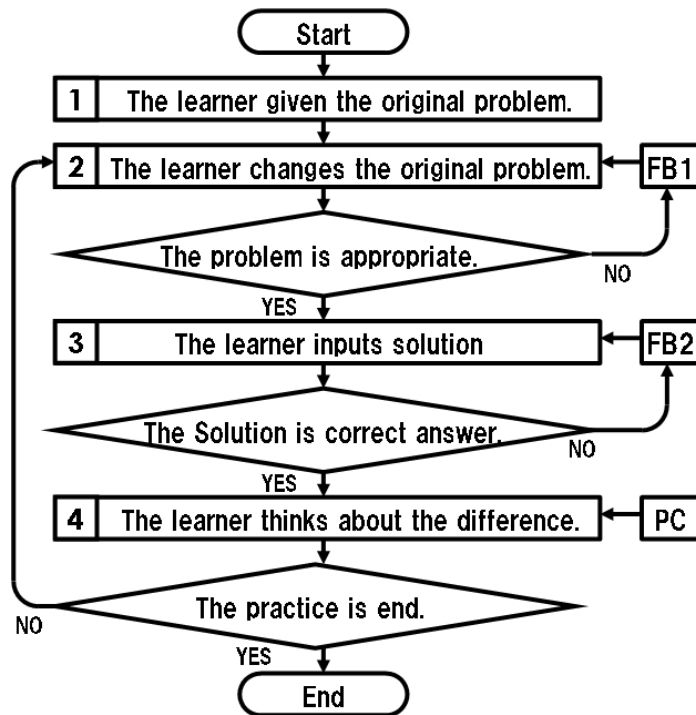 Start
1 The learner given the original problem.
2 The learner changes the original problem.
FB1
The problem is appropriate.
NO
YES
3 The learner inputs solution
FB2
The Solution is correct answer.
NO
YES
4 The learner thinks about the difference.
PC
The practice is end.
NO
YES
End